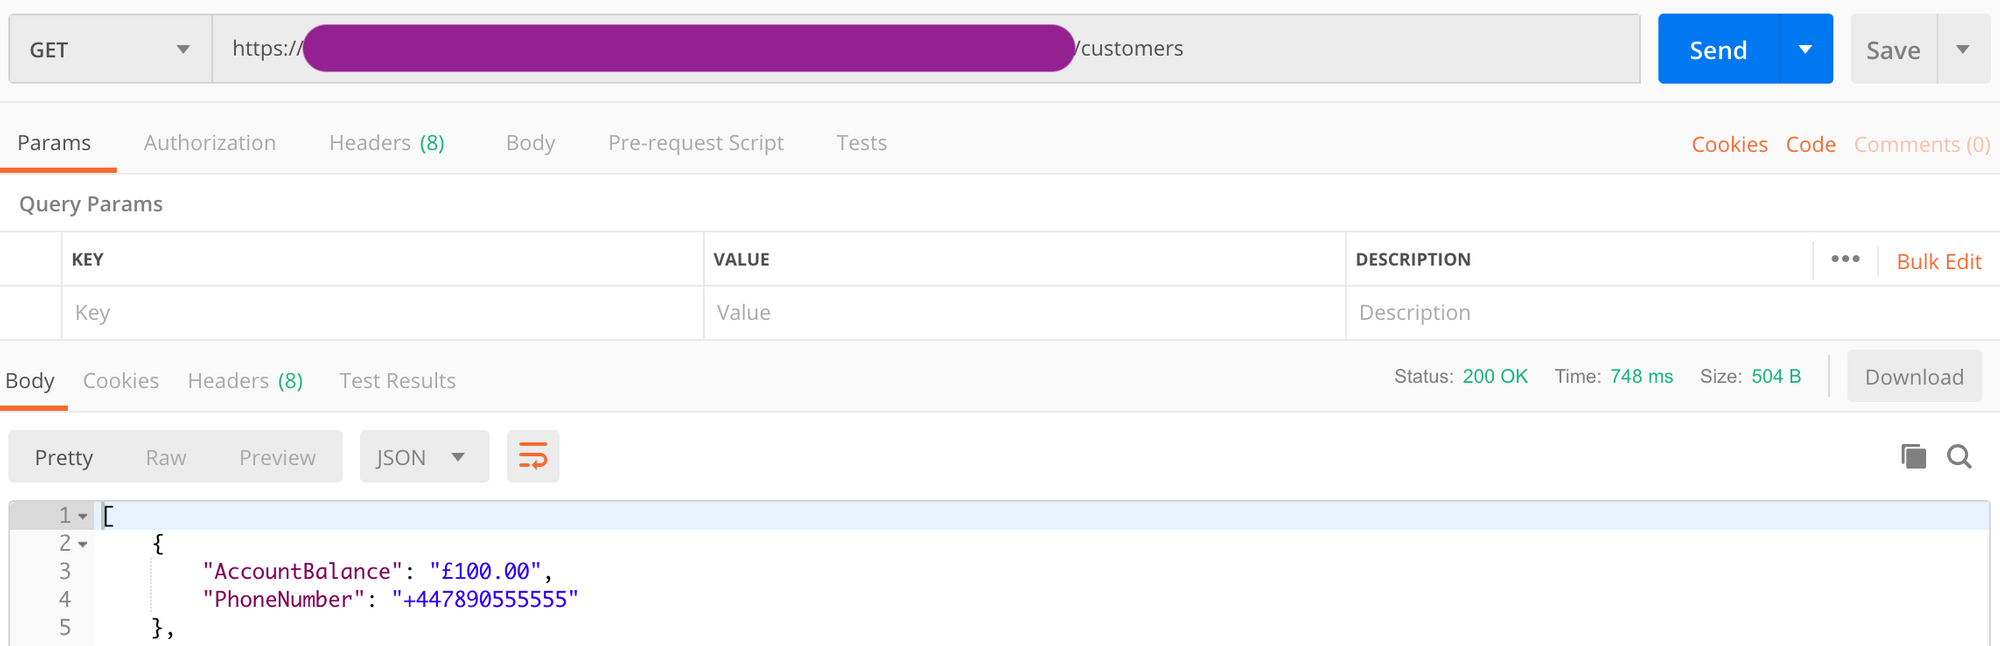 GET https:// /customers Send Save
Params Authorization Headers (8) Body Pre-request Script Tests Cookies Code Comments (0)
Query Params
KEY VALUE DESCRIPTION ••• Bulk Edit
Key Value Description
Body Cookies Headers (8) Test Results Status: 200 OK Time: 748 ms Size: 504 B Download
Pretty Raw Preview JSON
1 [
2 {
3 "AccountBalance": "£100.00",
4 "PhoneNumber": "+447890555555"
5 },